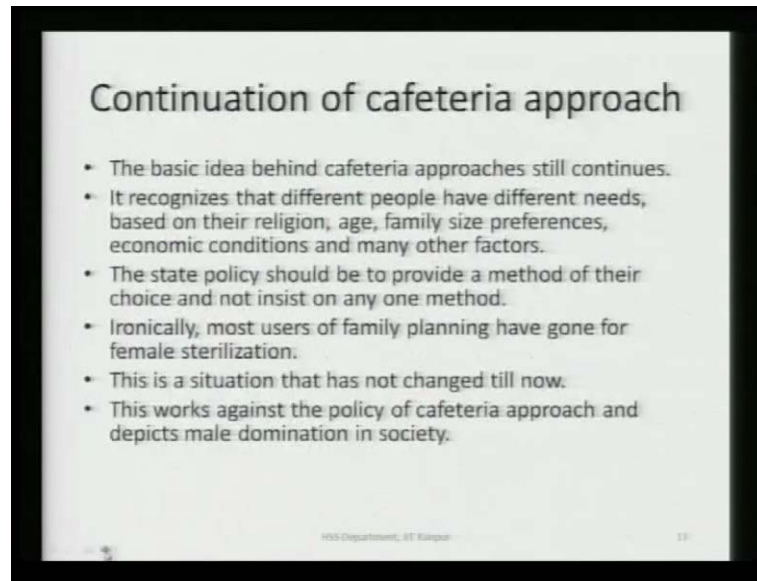 Continuation of cafeteria approach
• The basic idea behind cafeteria approaches still continues.
• It recognizes that different people have different needs,
based on their religion, age, family size preferences,
economic conditions and many other factors.
• The state policy should be to provide a method of their
choice and not insist on any one method.
• Ironically, most users of family planning have gone for
female sterilization.
• This is a situation that has not changed till now.
• This works against the policy of cafeteria approach and
depicts male domination in society.
HSS Department, IIT Kanpur
13